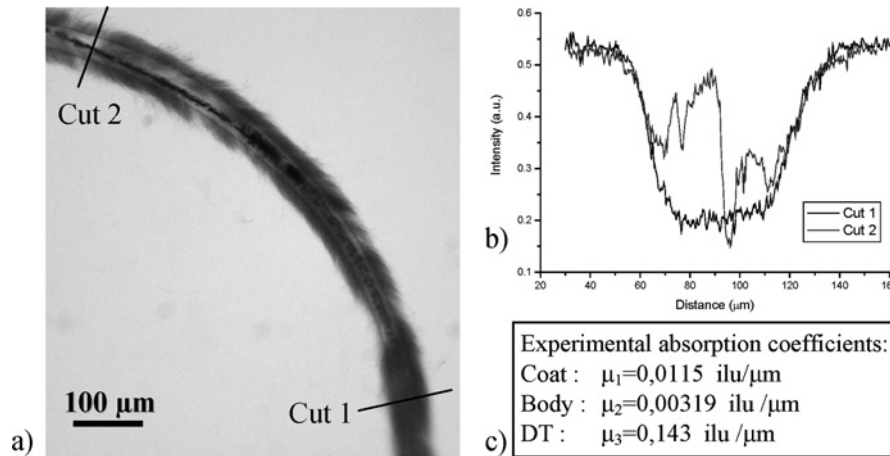 Cut 2
Cut 1
100 µm
a)
Intensity (a.u.)
0.6
0.5
0.4
0.3
0.2
0.1
20 40 60 80 100 120 140 160
Distance (µm)
Cut 1
Cut 2
b)
Experimental absorption coefficients:
Coat : µ₁=0,0115 ilu/µm
Body : µ₂=0,00319 ilu /µm
DT : µ₃=0,143 ilu /µm
c)